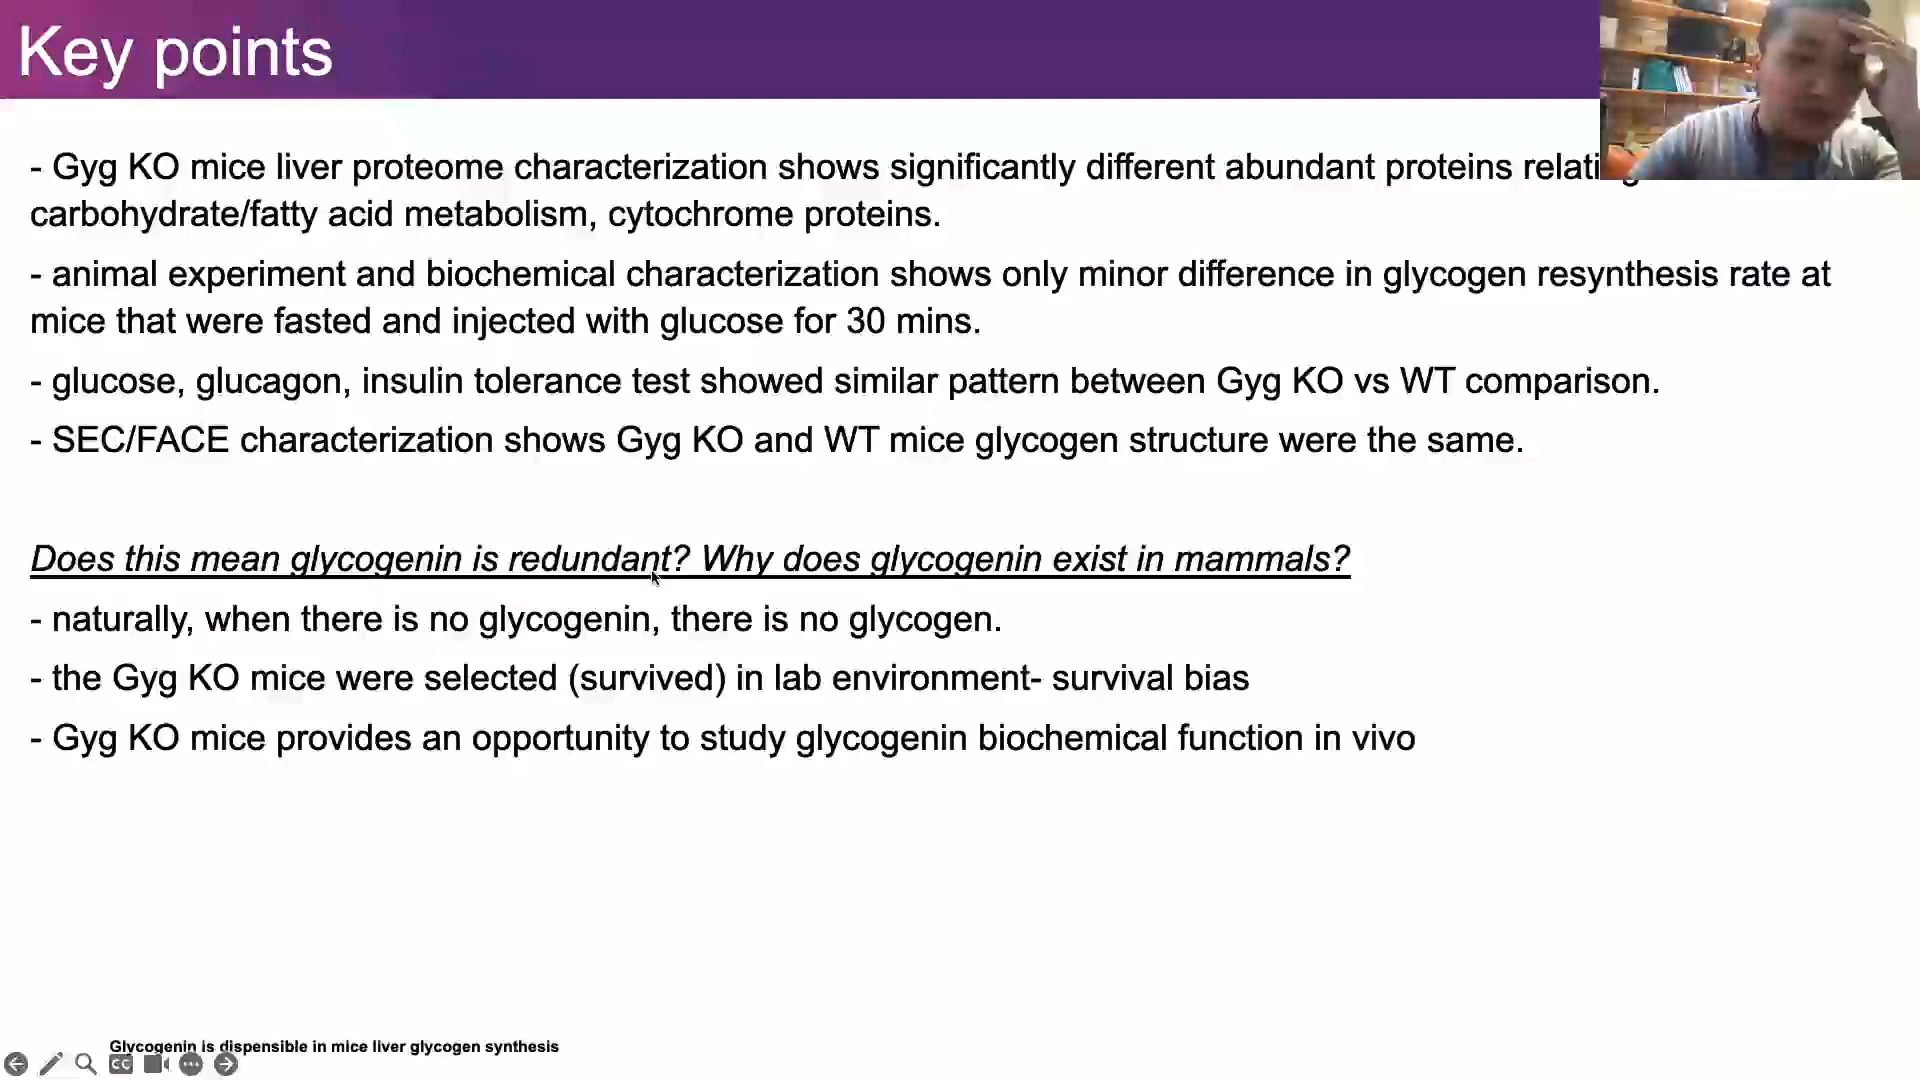 Key points
- Gyg KO mice liver proteome characterization shows significantly different abundant proteins
carbohydrate/fatty acid metabolism, cytochrome proteins.
- animal experiment and biochemical characterization shows only minor difference in glycogen resynthesis rate at
mice that were fasted and injected with glucose for 30 mins.
- glucose, glucagon, insulin tolerance test showed similar pattern between Gyg KO vs WT comparison.
- SEC/FACE characterization shows Gyg KO and WT mice glycogen structure were the same.
Does this mean glycogenin is redundant? Why does glycogenin exist in mammals?
- naturally, when there is no glycogenin, there is no glycogen.
- the Gyg KO mice were selected (survived) in lab environment- survival bias
- Gyg KO mice provides an opportunity to study glycogenin biochemical function in vivo
Glycogenin is dispensible in mice liver glycogen synthesis
CC